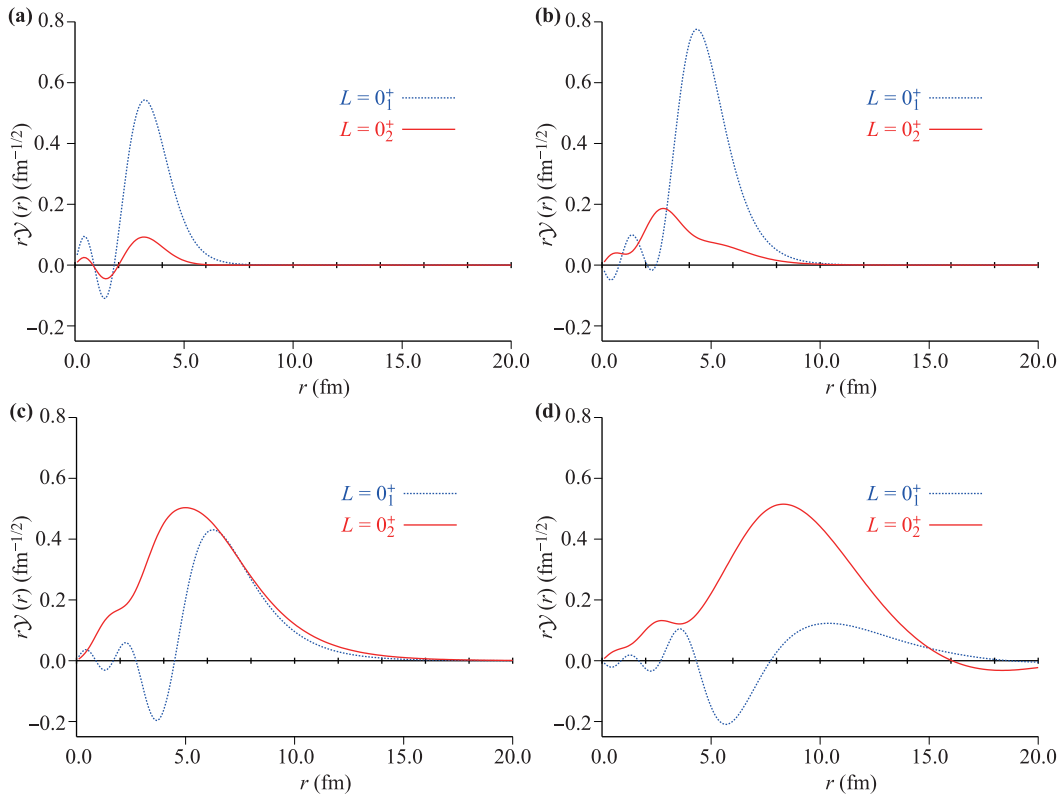 (a)
0.8
0.6
0.4
0.2
0.0
−0.2
r𝒴(r) (fm⁻¹/²)
L = 0₁⁺
L = 0₂⁺
0.0 5.0 10.0 15.0 20.0
r (fm)
(b)
0.8
0.6
0.4
0.2
0.0
−0.2
r𝒴(r) (fm⁻¹/²)
L = 0₁⁺
L = 0₂⁺
0.0 5.0 10.0 15.0 20.0
r (fm)
(c)
0.8
0.6
0.4
0.2
0.0
−0.2
r𝒴(r) (fm⁻¹/²)
L = 0₁⁺
L = 0₂⁺
0.0 5.0 10.0 15.0 20.0
r (fm)
(d)
0.8
0.6
0.4
0.2
0.0
−0.2
r𝒴(r) (fm⁻¹/²)
L = 0₁⁺
L = 0₂⁺
0.0 5.0 10.0 15.0 20.0
r (fm)